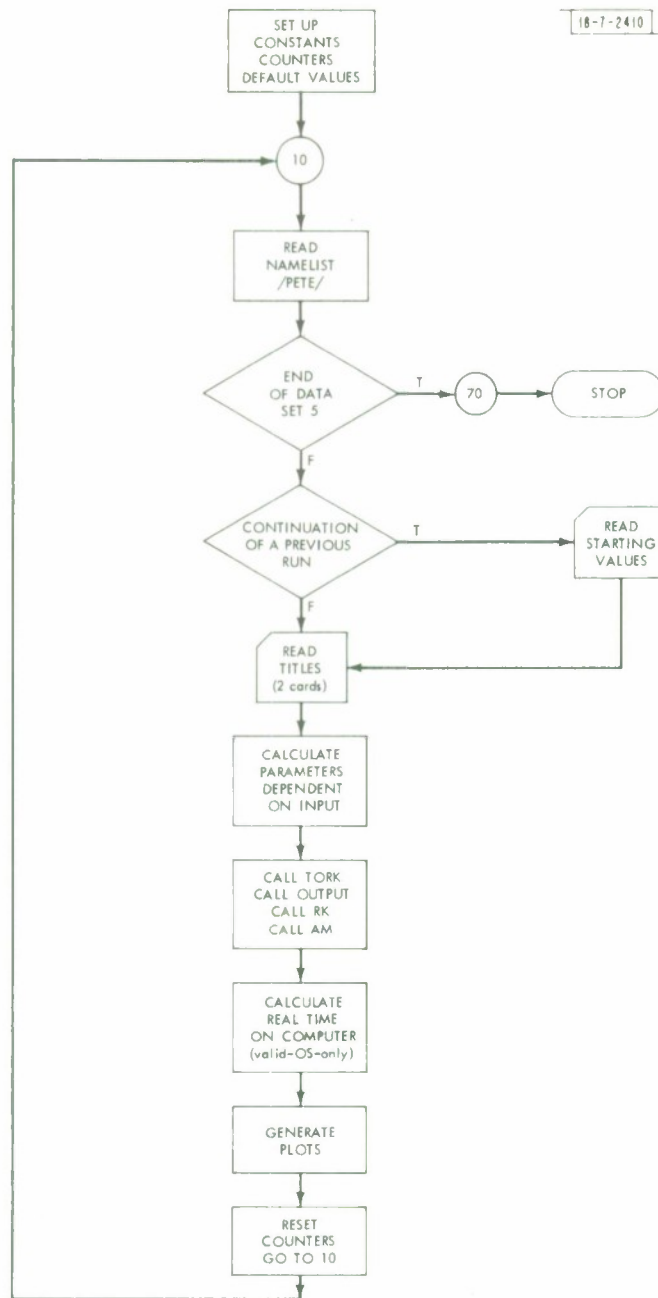 18-7-2410
SET UP
CONSTANTS
COUNTERS
DEFAULT VALUES
10
READ
NAMELIST
/PETE/
END
OF DATA
SET 5
T
70
STOP
F
CONTINUATION
OF A PREVIOUS
RUN
T
READ
STARTING
VALUES
F
READ
TITLES
(2 cards)
CALCULATE
PARAMETERS
DEPENDENT
ON INPUT
CALL TORK
CALL OUTPUT
CALL RK
CALL AM
CALCULATE
REAL TIME
ON COMPUTER
(valid-OS-only)
GENERATE
PLOTS
RESET
COUNTERS
GO TO 10